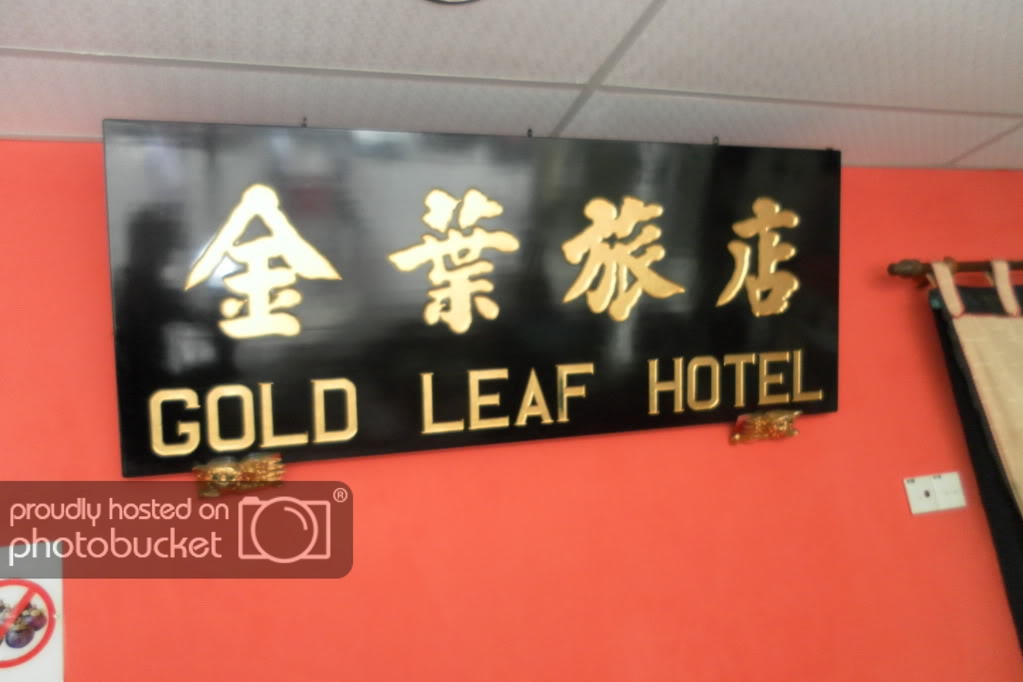 金葉旅店
GOLD LEAF HOTEL
proudly hosted on
photobucket
®